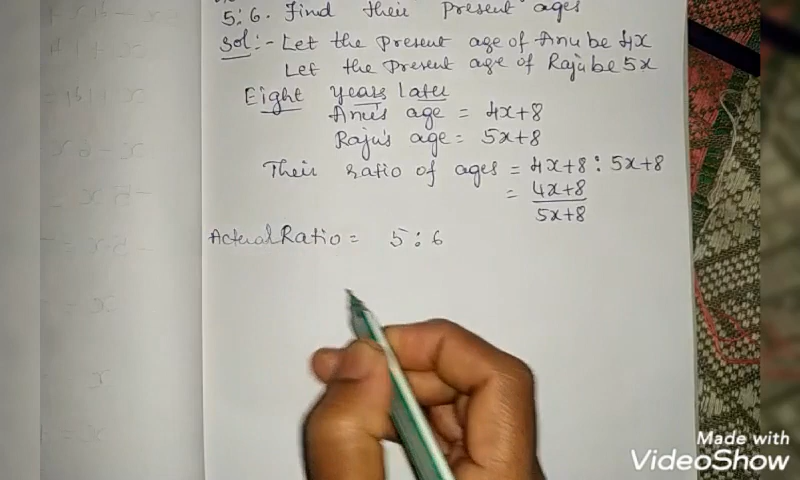 5:6. Find their present ages
Sol:- Let the present age of Anu be 4x
Let the present age of Raju be 5x
Eight years later
Anu's age = 4x+8
Raju's age = 5x+8
Their ratio of ages = 4x+8 : 5x+8
= 4x+8
5x+8
Actual Ratio = 5:6
Made with
VideoShow